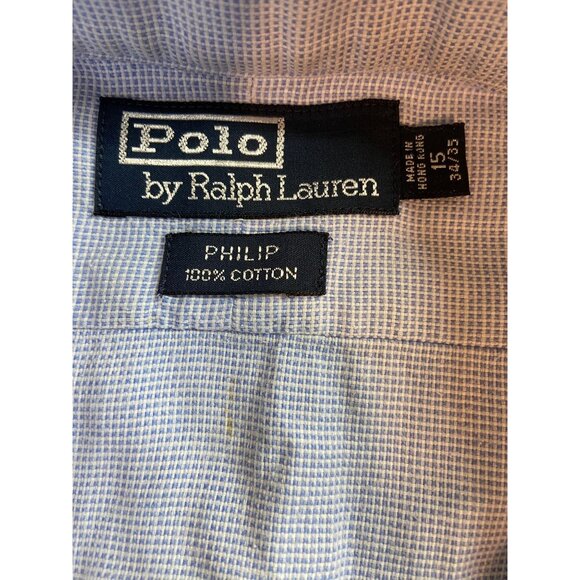 Polo
by Ralph Lauren
MADE IN
HONG KONG
15
34/35
PHILIP
100% COTTON